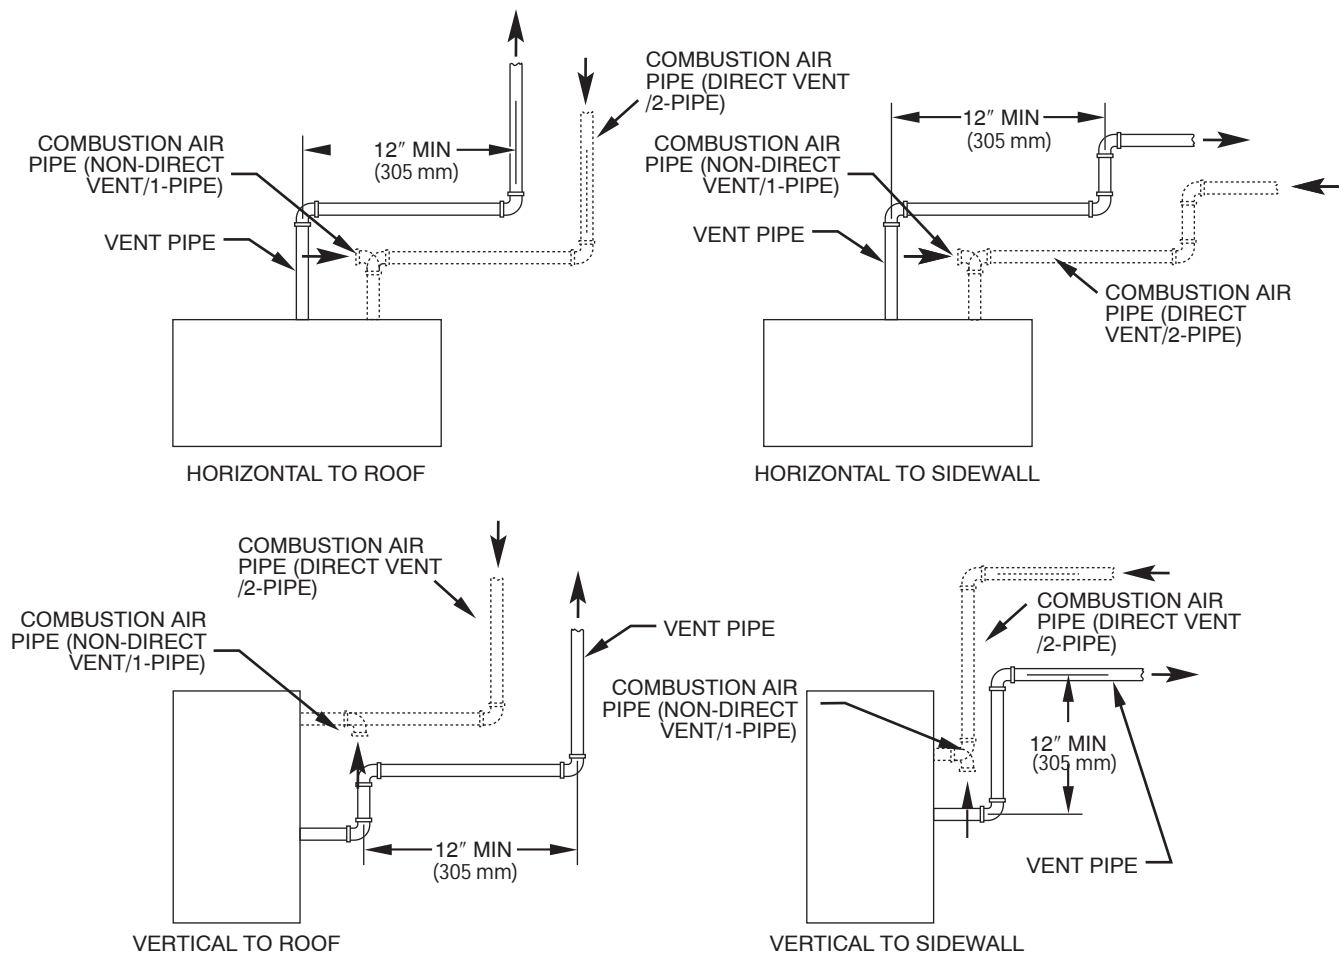 COMBUSTION AIR
PIPE (DIRECT VENT
/2-PIPE)
COMBUSTION AIR
PIPE (NON-DIRECT
VENT/1-PIPE)
12″ MIN
(305 mm)
VENT PIPE
HORIZONTAL TO ROOF
12″ MIN
(305 mm)
COMBUSTION AIR
PIPE (NON-DIRECT
VENT/1-PIPE)
VENT PIPE
COMBUSTION AIR
PIPE (DIRECT
VENT/2-PIPE)
HORIZONTAL TO SIDEWALL
COMBUSTION AIR
PIPE (DIRECT VENT
/2-PIPE)
COMBUSTION AIR
PIPE (NON-DIRECT
VENT/1-PIPE)
VENT PIPE
12″ MIN
(305 mm)
VERTICAL TO ROOF
COMBUSTION AIR
PIPE (DIRECT VENT
/2-PIPE)
COMBUSTION AIR
PIPE (NON-DIRECT
VENT/1-PIPE)
12″ MIN
(305 mm)
VENT PIPE
VERTICAL TO SIDEWALL